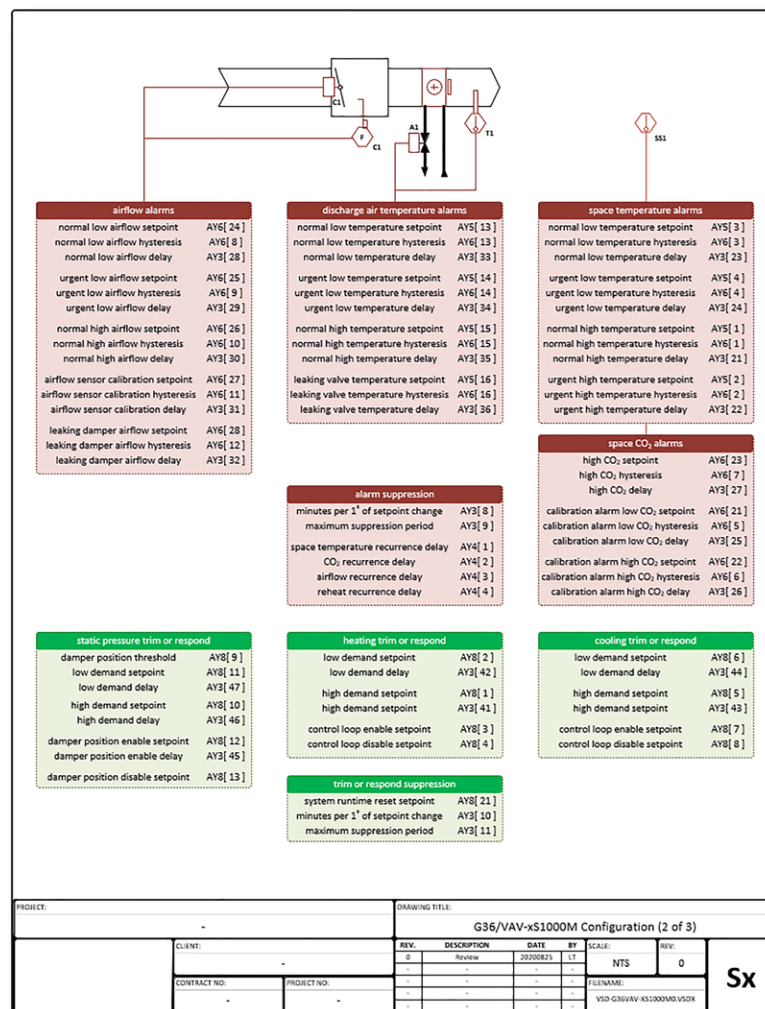 C1
F
C1
A1
T1
SS1
airflow alarms
normal low airflow setpoint AY6[ 24 ]
normal low airflow hysteresis AY6[ 8 ]
normal low airflow delay AY3[ 28 ]
urgent low airflow setpoint AY6[ 25 ]
urgent low airflow hysteresis AY6[ 9 ]
urgent low airflow delay AY3[ 29 ]
normal high airflow setpoint AY6[ 26 ]
normal high airflow hysteresis AY6[ 10 ]
normal high airflow delay AY3[ 30 ]
airflow sensor calibration setpoint AY6[ 27 ]
airflow sensor calibration hysteresis AY6[ 11 ]
airflow sensor calibration delay AY3[ 31 ]
leaking damper airflow setpoint AY6[ 28 ]
leaking damper airflow hysteresis AY6[ 12 ]
leaking damper airflow delay AY3[ 32 ]
discharge air temperature alarms
normal low temperature setpoint AY5[ 13 ]
normal low temperature hysteresis AY6[ 13 ]
normal low temperature delay AY3[ 33 ]
urgent low temperature setpoint AY5[ 14 ]
urgent low temperature hysteresis AY6[ 14 ]
urgent low temperature delay AY3[ 34 ]
normal high temperature setpoint AY5[ 15 ]
normal high temperature hysteresis AY6[ 15 ]
normal high temperature delay AY3[ 35 ]
leaking valve temperature setpoint AY5[ 16 ]
leaking valve temperature hysteresis AY6[ 16 ]
leaking valve temperature delay AY3[ 36 ]
space temperature alarms
normal low temperature setpoint AY5[ 3 ]
normal low temperature hysteresis AY6[ 3 ]
normal low temperature delay AY3[ 23 ]
urgent low temperature setpoint AY5[ 4 ]
urgent low temperature hysteresis AY6[ 4 ]
urgent low temperature delay AY3[ 24 ]
normal high temperature setpoint AY5[ 1 ]
normal high temperature hysteresis AY6[ 1 ]
normal high temperature delay AY3[ 21 ]
urgent high temperature setpoint AY5[ 2 ]
urgent high temperature hysteresis AY6[ 2 ]
urgent high temperature delay AY3[ 22 ]
space CO₂ alarms
high CO₂ setpoint AY6[ 23 ]
high CO₂ hysteresis AY6[ 7 ]
high CO₂ delay AY3[ 27 ]
calibration alarm low CO₂ setpoint AY6[ 21 ]
calibration alarm low CO₂ hysteresis AY6[ 5 ]
calibration alarm low CO₂ delay AY3[ 25 ]
calibration alarm high CO₂ setpoint AY6[ 22 ]
calibration alarm high CO₂ hysteresis AY6[ 6 ]
calibration alarm high CO₂ delay AY3[ 26 ]
alarm suppression
minutes per 1° of setpoint change AY3[ 8 ]
maximum suppression period AY3[ 9 ]
space temperature recurrence delay AY4[ 1 ]
CO₂ recurrence delay AY4[ 2 ]
airflow recurrence delay AY4[ 3 ]
reheat recurrence delay AY4[ 4 ]
static pressure trim or respond
damper position threshold AY8[ 9 ]
low demand setpoint AY8[ 11 ]
low demand delay AY3[ 47 ]
high demand setpoint AY8[ 10 ]
high demand delay AY3[ 46 ]
damper position enable setpoint AY8[ 12 ]
damper position enable delay AY3[ 45 ]
damper position disable setpoint AY8[ 13 ]
heating trim or respond
low demand setpoint AY8[ 2 ]
low demand delay AY3[ 42 ]
high demand setpoint AY8[ 1 ]
high demand setpoint AY3[ 41 ]
control loop enable setpoint AY8[ 3 ]
control loop disable setpoint AY8[ 4 ]
cooling trim or respond
low demand setpoint AY8[ 6 ]
low demand delay AY3[ 44 ]
high demand setpoint AY8[ 5 ]
high demand setpoint AY3[ 43 ]
control loop enable setpoint AY8[ 7 ]
control loop disable setpoint AY8[ 8 ]
trim or respond suppression
system runtime reset setpoint AY8[ 21 ]
minutes per 1° of setpoint change AY3[ 10 ]
maximum suppression period AY3[ 11 ]
PROJECT:
-
DRAWING TITLE:
G36/VAV-xS1000M Configuration (2 of 3)
CLIENT:
-
CONTRACT NO:
-
PROJECT NO:
-
REV. DESCRIPTION DATE BY
0 Review 20200825 LT
- - - -
- - - -
- - - -
- - - -
SCALE:
NTS
REV:
0
FILENAME:
VSD-G36VAV-XS1000M0.VSDX
Sx